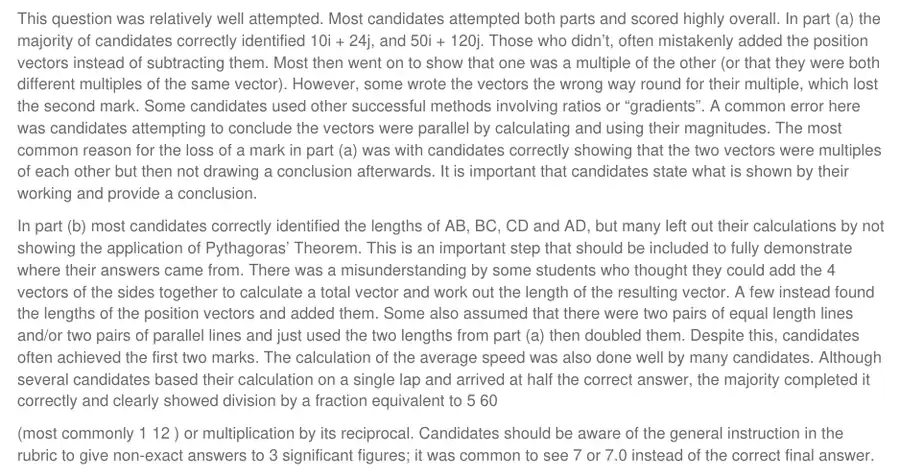 This question was relatively well attempted. Most candidates attempted both parts and scored highly overall. In part (a) the
majority of candidates correctly identified 10i + 24j, and 50i + 120j. Those who didn't, often mistakenly added the position
vectors instead of subtracting them. Most then went on to show that one was a multiple of the other (or that they were both
different multiples of the same vector). However, some wrote the vectors the wrong way round for their multiple, which lost
the second mark. Some candidates used other successful methods involving ratios or “gradients”. A common error here
was candidates attempting to conclude the vectors were parallel by calculating and using their magnitudes. The most
common reason for the loss of a mark in part (a) was with candidates correctly showing that the two vectors were multiples
of each other but then not drawing a conclusion afterwards. It is important that candidates state what is shown by their
working and provide a conclusion.
In part (b) most candidates correctly identified the lengths of AB, BC, CD and AD, but many left out their calculations by not
showing the application of Pythagoras' Theorem. This is an important step that should be included to fully demonstrate
where their answers came from. There was a misunderstanding by some students who thought they could add the 4
vectors of the sides together to calculate a total vector and work out the length of the resulting vector. A few instead found
the lengths of the position vectors and added them. Some also assumed that there were two pairs of equal length lines
and/or two pairs of parallel lines and just used the two lengths from part (a) then doubled them. Despite this, candidates
often achieved the first two marks. The calculation of the average speed was also done well by many candidates. Although
several candidates based their calculation on a single lap and arrived at half the correct answer, the majority completed it
correctly and clearly showed division by a fraction equivalent to 5 60
(most commonly 1 12 ) or multiplication by its reciprocal. Candidates should be aware of the general instruction in the
rubric to give non-exact answers to 3 significant figures; it was common to see 7 or 7.0 instead of the correct final answer.